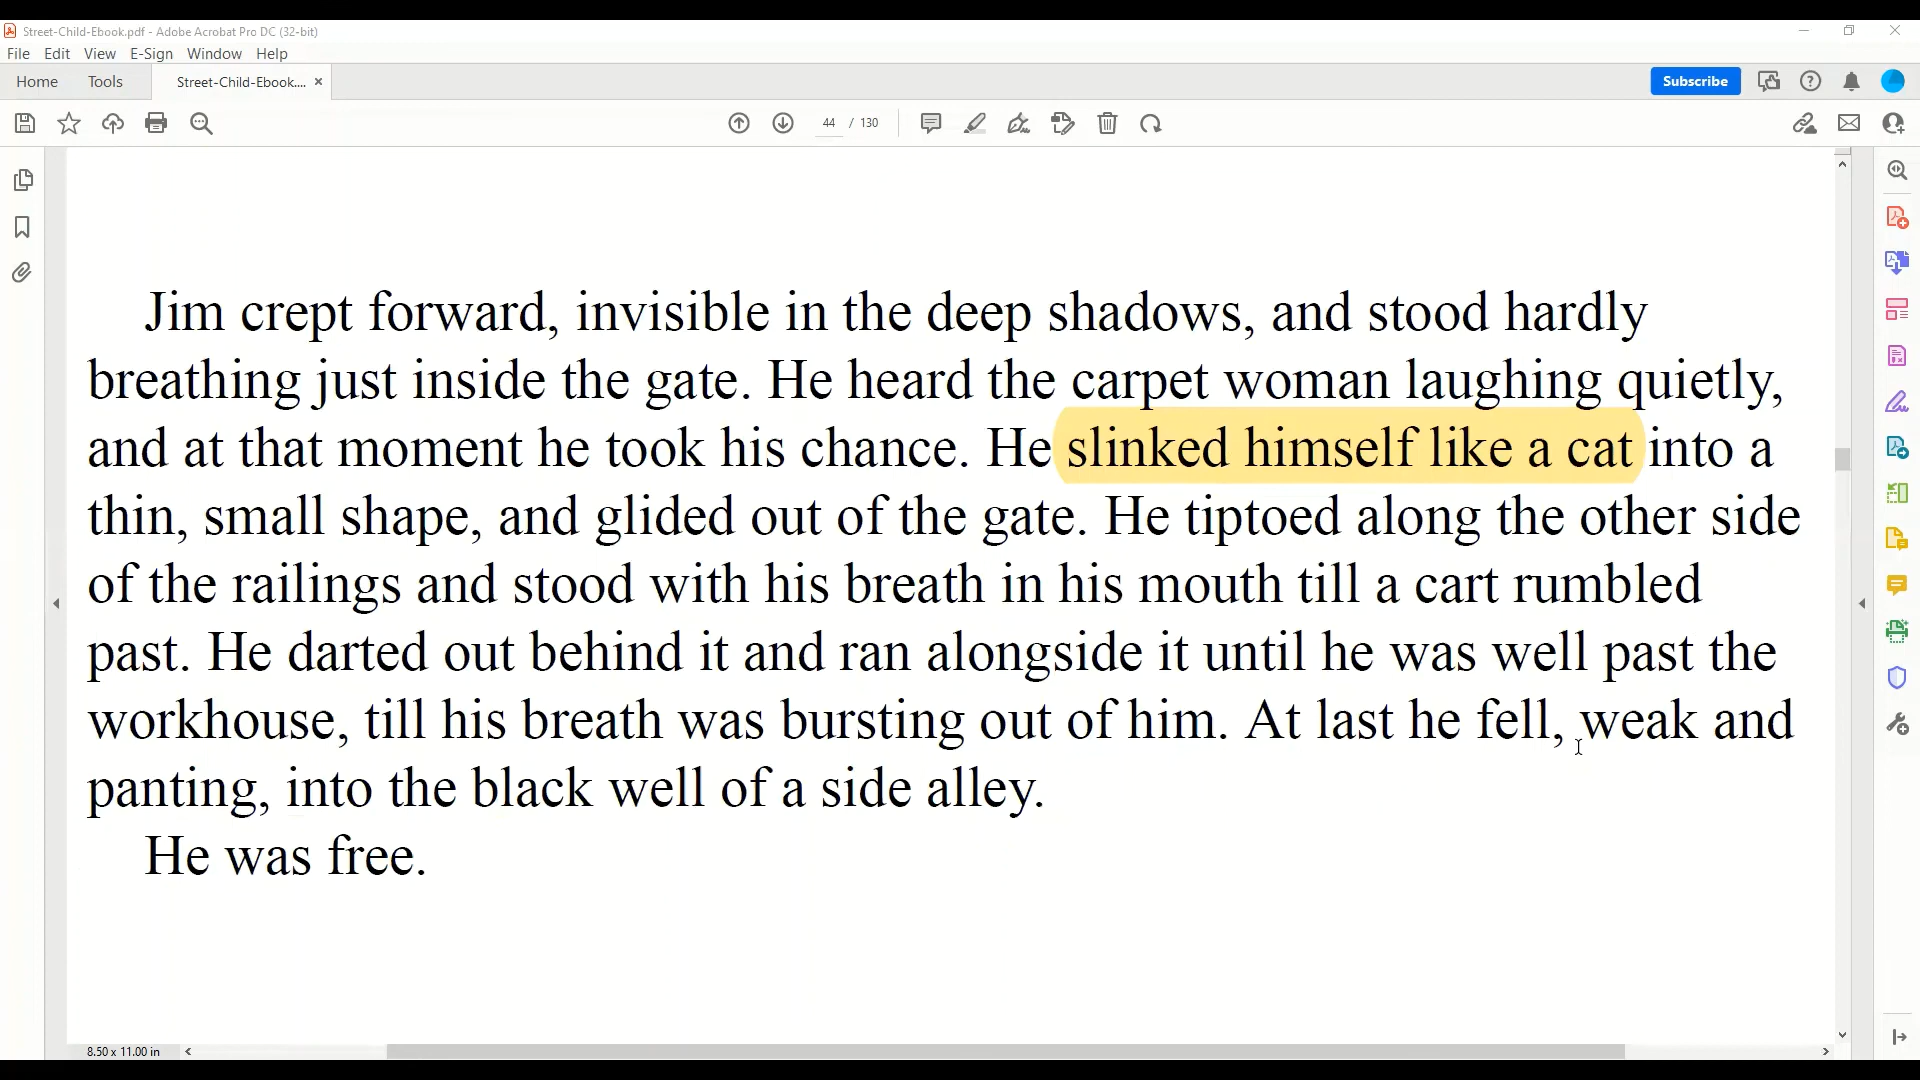 Street-Child-Ebook.pdf - Adobe Acrobat Pro DC (32-bit)
File Edit View E-Sign Window Help
Home Tools Street-Child-Ebook.... × Subscribe
44 / 130
Jim crept forward, invisible in the deep shadows, and stood hardly
breathing just inside the gate. He heard the carpet woman laughing quietly,
and at that moment he took his chance. He slinked himself like a cat into a
thin, small shape, and glided out of the gate. He tiptoed along the other side
of the railings and stood with his breath in his mouth till a cart rumbled
past. He darted out behind it and ran alongside it until he was well past the
workhouse, till his breath was bursting out of him. At last he fell, weak and
panting, into the black well of a side alley.
He was free.
8.50 x 11.00 in